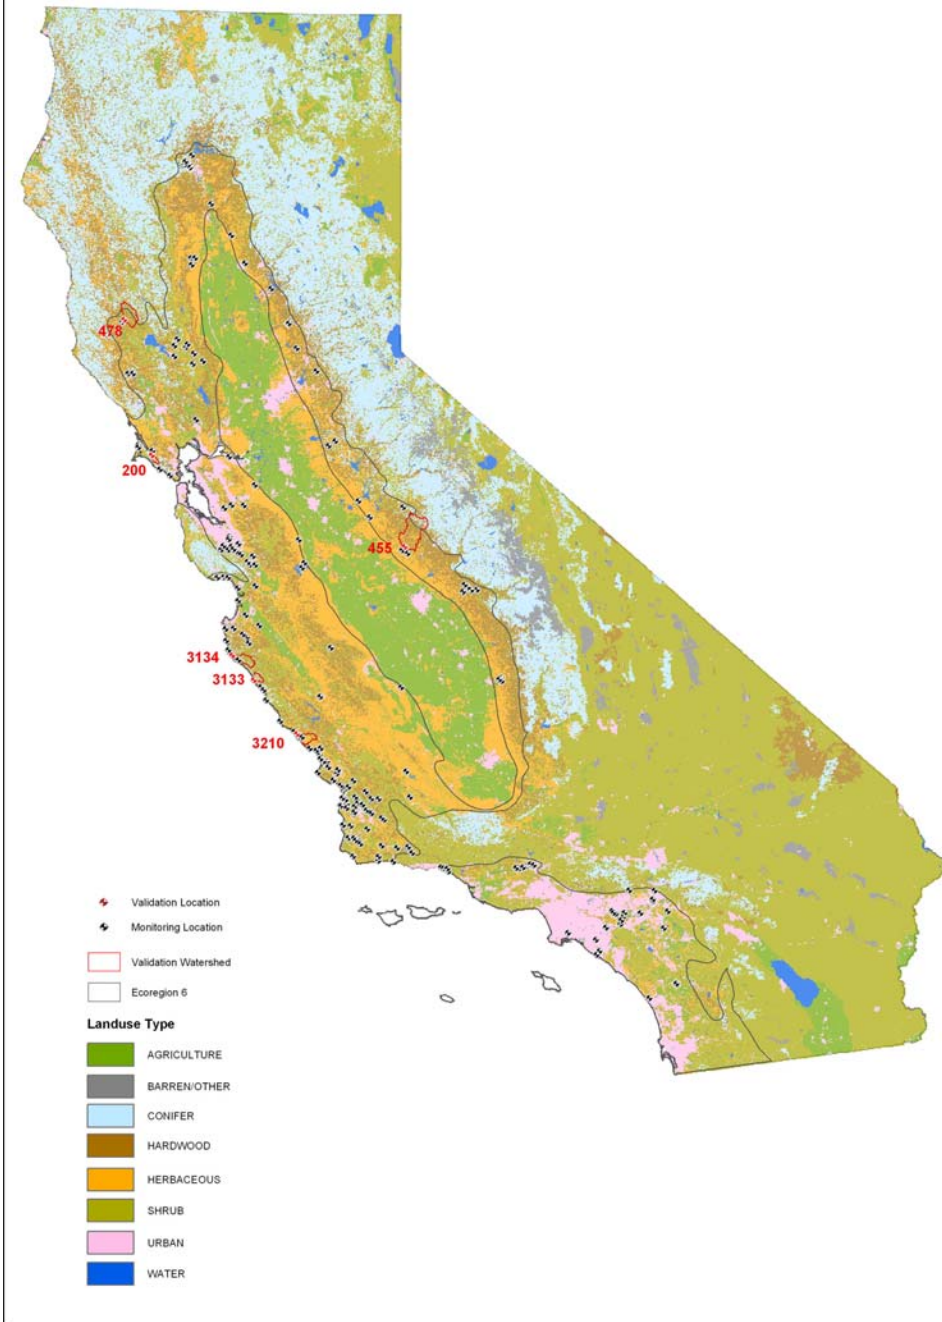 478
200
455
3134
3133
3210
Validation Location
Monitoring Location
Validation Watershed
Ecoregion 6
Landuse Type
AGRICULTURE
BARREN/OTHER
CONIFER
HARDWOOD
HERBACEOUS
SHRUB
URBAN
WATER